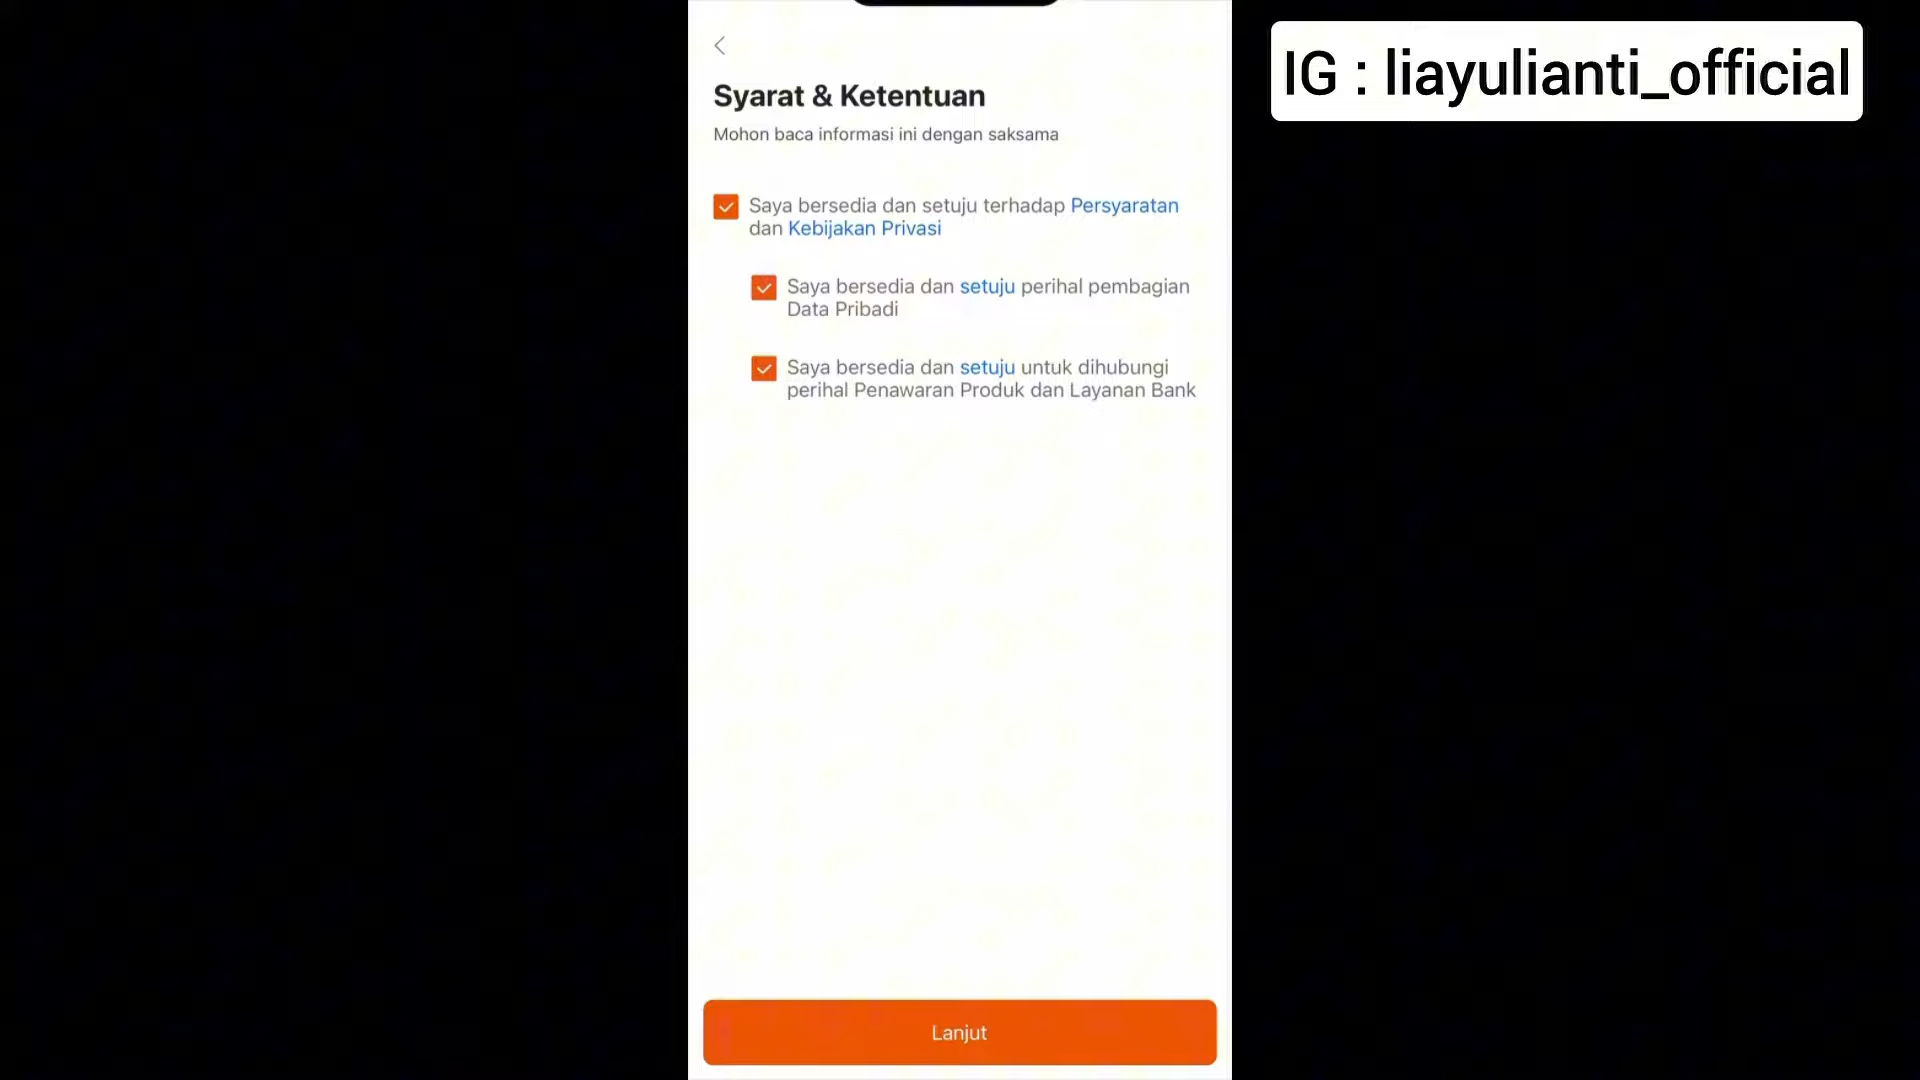 IG : liayulianti_official
Syarat & Ketentuan
Mohon baca informasi ini dengan saksama
Saya bersedia dan setuju terhadap Persyaratan
dan Kebijakan Privasi
Saya bersedia dan setuju perihal pembagian
Data Pribadi
Saya bersedia dan setuju untuk dihubungi
perihal Penawaran Produk dan Layanan Bank
Lanjut